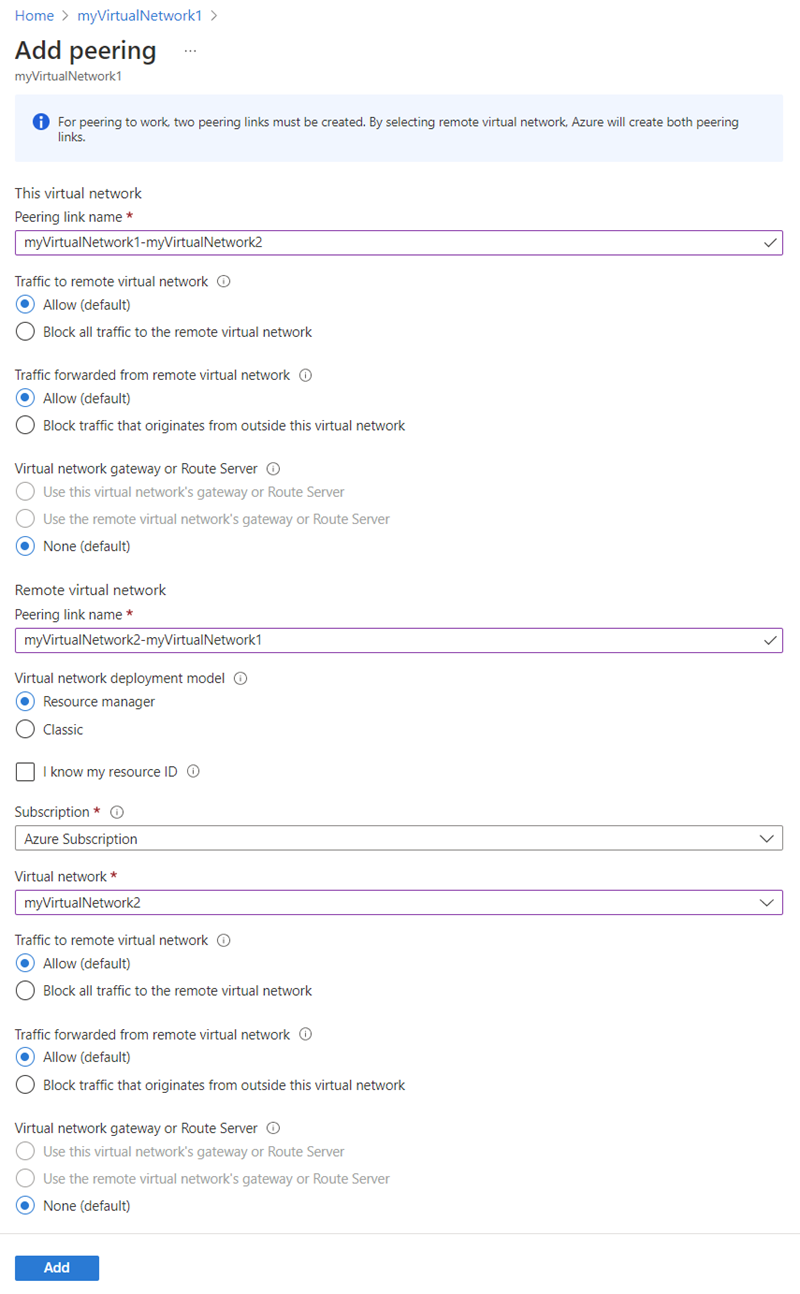 Home > myVirtualNetwork1 >
Add peering ...
myVirtualNetwork1
For peering to work, two peering links must be created. By selecting remote virtual network, Azure will create both peering
links.
This virtual network
Peering link name *
myVirtualNetwork1-myVirtualNetwork2
Traffic to remote virtual network
Allow (default)
Block all traffic to the remote virtual network
Traffic forwarded from remote virtual network
Allow (default)
Block traffic that originates from outside this virtual network
Virtual network gateway or Route Server
Use this virtual network's gateway or Route Server
Use the remote virtual network's gateway or Route Server
None (default)
Remote virtual network
Peering link name *
myVirtualNetwork2-myVirtualNetwork1
Virtual network deployment model
Resource manager
Classic
I know my resource ID
Subscription *
Azure Subscription
Virtual network *
myVirtualNetwork2
Traffic to remote virtual network
Allow (default)
Block all traffic to the remote virtual network
Traffic forwarded from remote virtual network
Allow (default)
Block traffic that originates from outside this virtual network
Virtual network gateway or Route Server
Use this virtual network's gateway or Route Server
Use the remote virtual network's gateway or Route Server
None (default)
Add